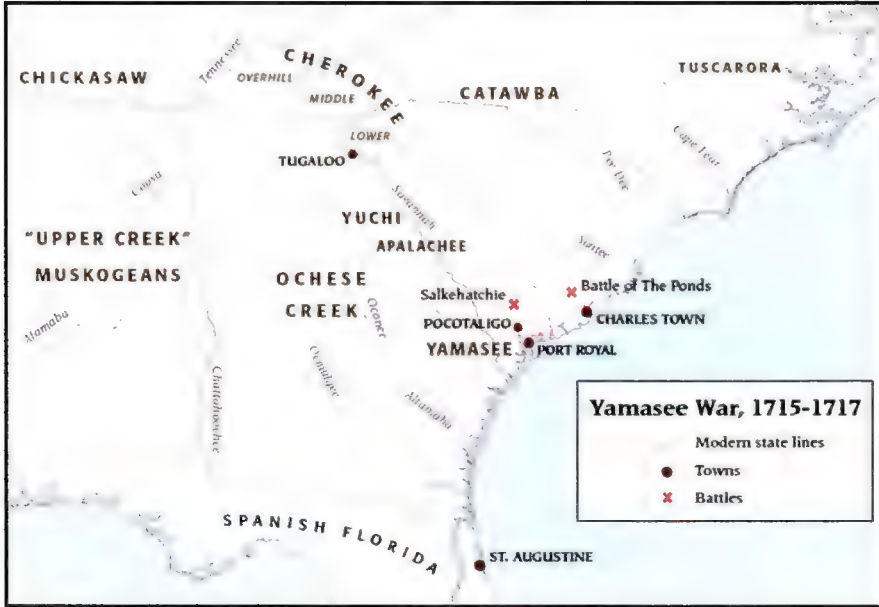 CHEROKEE
CHICKASAW
Tennessee
OVERHILL
MIDDLE
LOWER
CATAWBA
TUSCARORA
Cape Fear
Pee Dee
TUGALOO
Coosa
Savannah
YUCHI
APALACHEE
"UPPER CREEK"
MUSKOGEANS
Santee
OCHESE
CREEK
Oconee
Salkehatchie
Battle of The Ponds
POCOTALIGO
CHARLES TOWN
YAMASEE
PORT ROYAL
Alamaba
Chattahoochee
Ocmulgee
Altamaha
Yamasee War, 1715-1717
Modern state lines
Towns
Battles
SPANISH FLORIDA
ST. AUGUSTINE